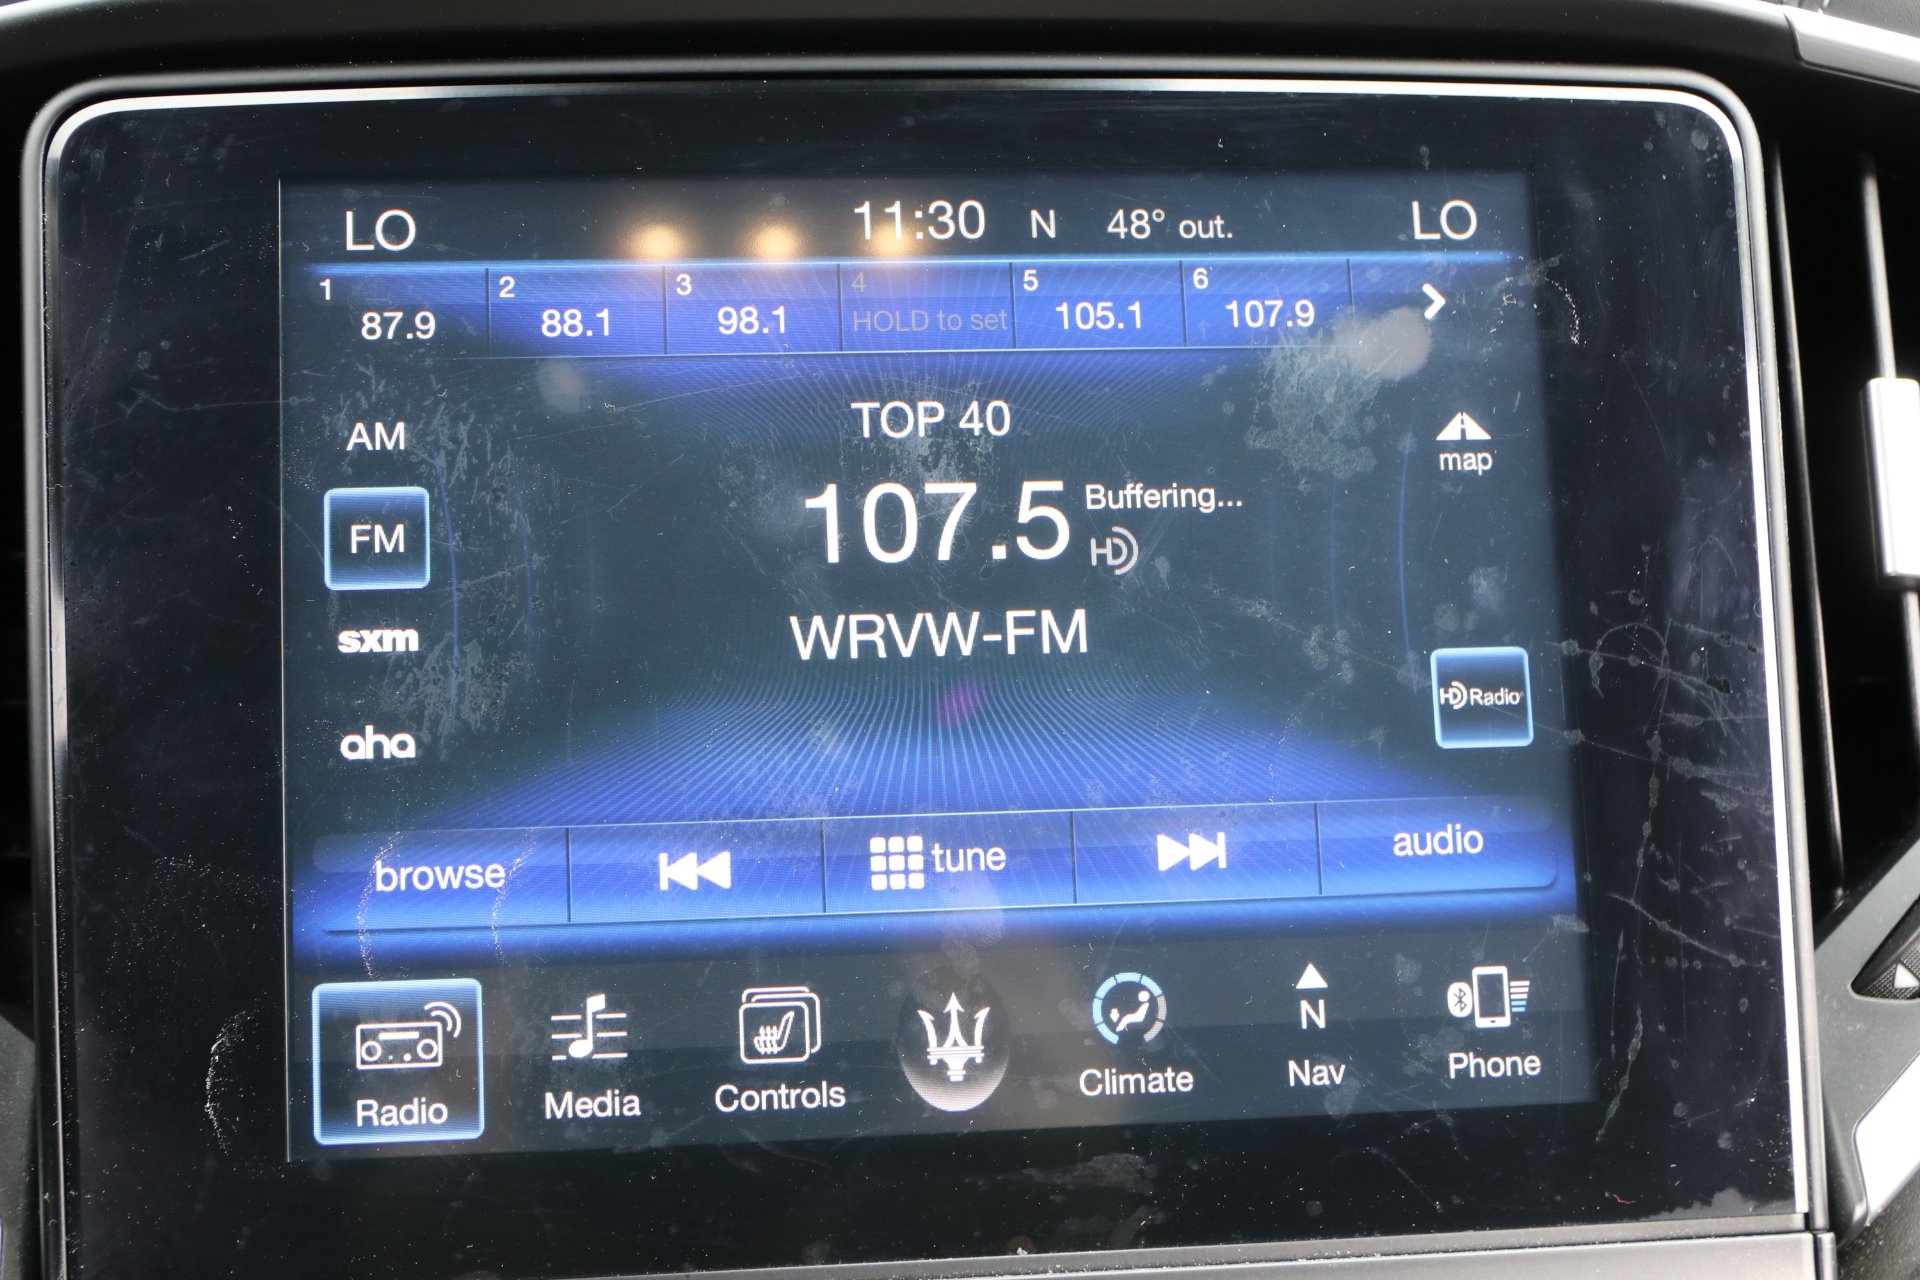 LO 11:30 N 48° out. LO
1 2 3 4 5 6
87.9 88.1 98.1 HOLD to set 105.1 107.9
TOP 40
AM
map
107.5 Buffering...
FM
HD
WRVW-FM
sxm
HD Radio
aha
browse tune audio
N
Radio Media Controls Climate Nav Phone